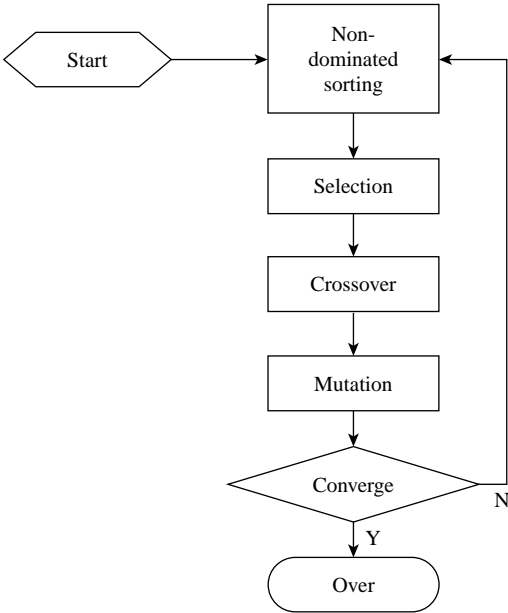 Start
Non-
dominated
sorting
Selection
Crossover
Mutation
Converge
N
Y
Over